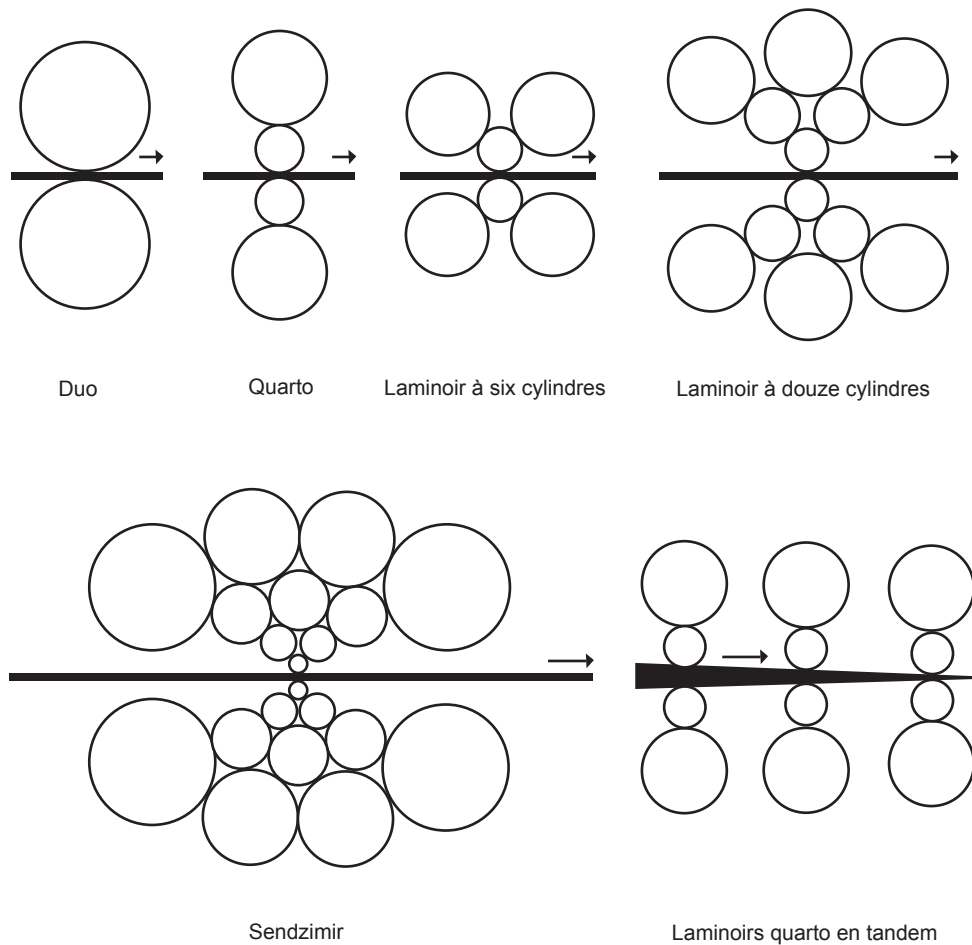 Duo
Quarto
Laminoir à six cylindres
Laminoir à douze cylindres
Sendzimir
Laminoirs quarto en tandem